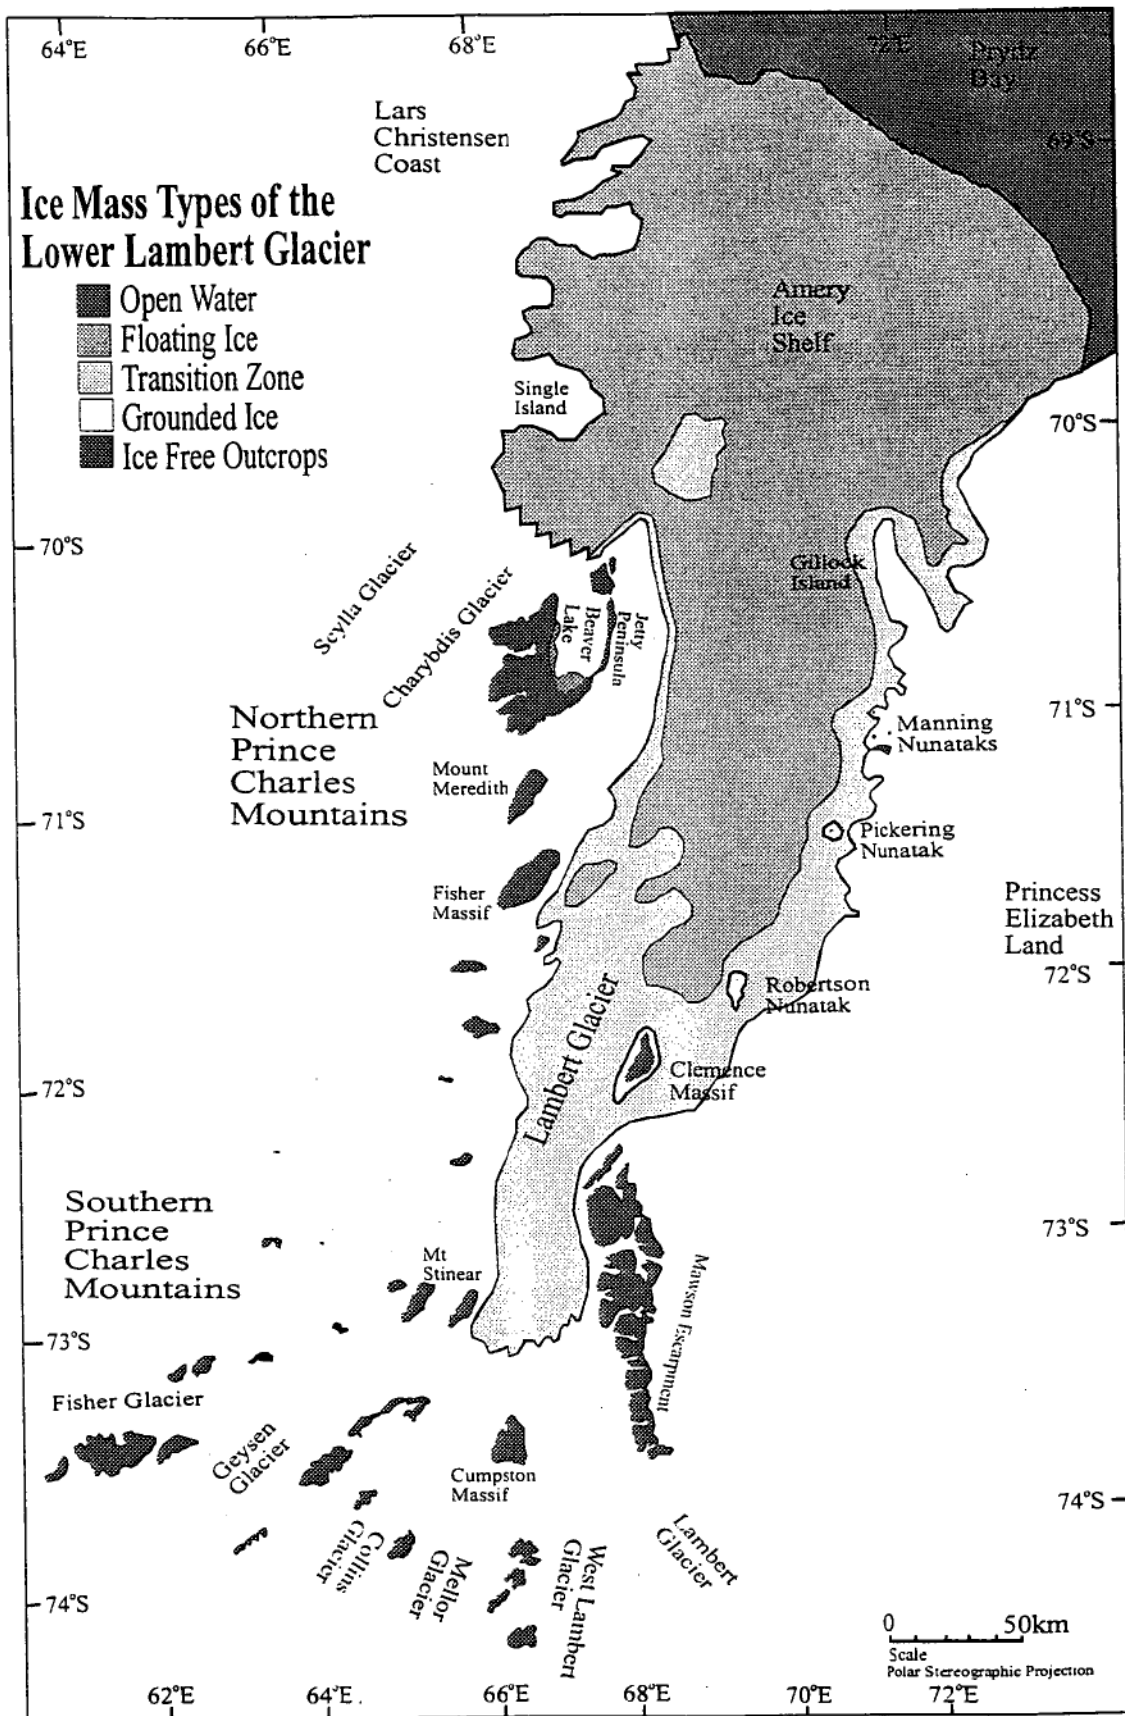 64°E
66°E
68°E
72°E
Prydz
Bay
69°S
Lars
Christensen
Coast
Ice Mass Types of the
Lower Lambert Glacier
Open Water
Floating Ice
Transition Zone
Grounded Ice
Ice Free Outcrops
Amery
Ice
Shelf
Single
Island
70°S
70°S
Scylla Glacier
Charybdis Glacier
Beaver
Lake
Jetty
Peninsula
Gillock
Island
Northern
Prince
Charles
Mountains
71°S
Manning
Nunataks
Mount
Meredith
71°S
Pickering
Nunatak
Fisher
Massif
Princess
Elizabeth
Land
72°S
Robertson
Nunatak
Lambert Glacier
Clemence
Massif
72°S
Southern
Prince
Charles
Mountains
73°S
Mt
Stinear
Mawson Escarpment
73°S
Fisher Glacier
Geysen
Glacier
Cumpston
Massif
74°S
Collins
Glacier
Mellor
Glacier
West Lambert
Glacier
Lambert
Glacier
74°S
0 50km
Scale
Polar Stereographic Projection
62°E
64°E
66°E
68°E
70°E
72°E